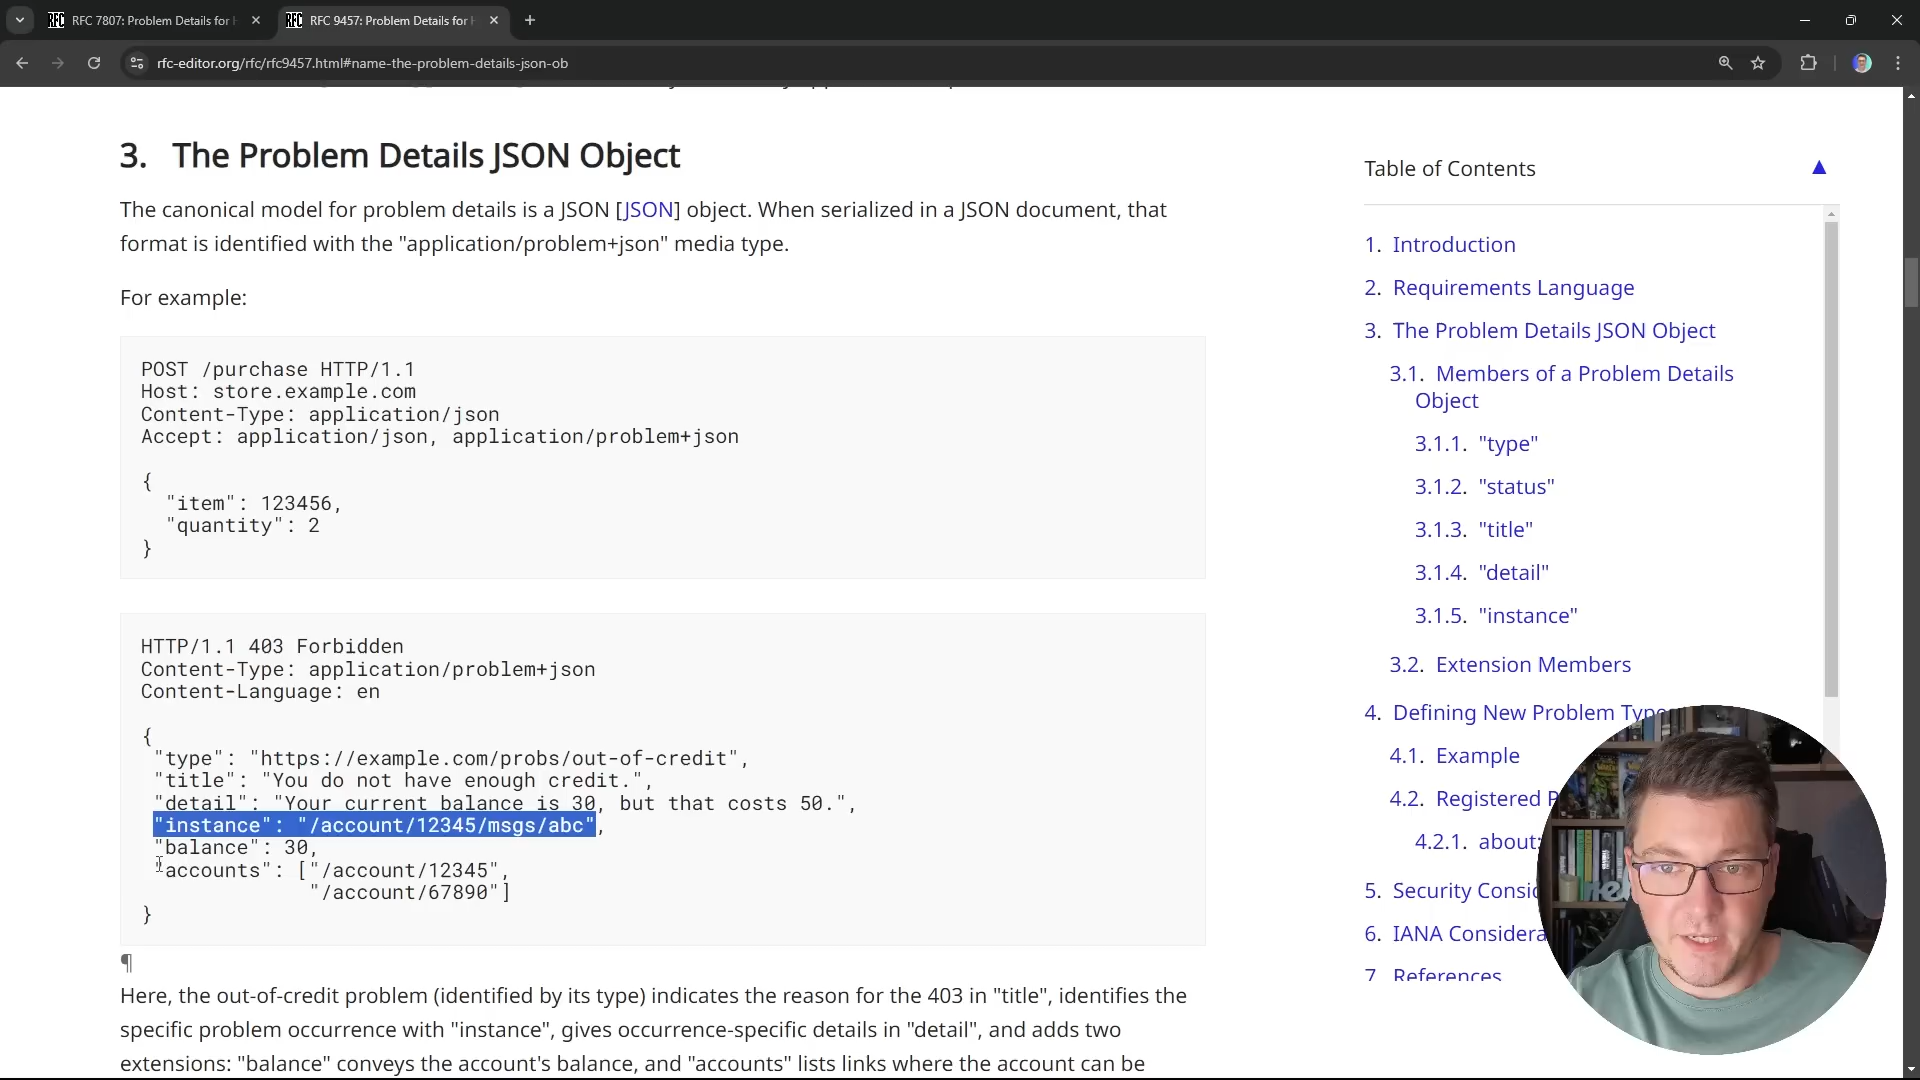 RFC 7807: Problem Details for
RFC 9457: Problem Details for
rfc-editor.org/rfc/rfc9457.html#name-the-problem-details-json-ob
3. The Problem Details JSON Object
The canonical model for problem details is a JSON [JSON] object. When serialized in a JSON document, that
format is identified with the "application/problem+json" media type.
For example:
POST /purchase HTTP/1.1
Host: store.example.com
Content-Type: application/json
Accept: application/json, application/problem+json
{
"item": 123456,
"quantity": 2
}
HTTP/1.1 403 Forbidden
Content-Type: application/problem+json
Content-Language: en
{
"type": "https://example.com/probs/out-of-credit",
"title": "You do not have enough credit.",
"detail": "Your current balance is 30, but that costs 50.",
"instance": "/account/12345/msgs/abc",
"balance": 30,
"accounts": ["/account/12345",
"/account/67890"]
}
¶
Here, the out-of-credit problem (identified by its type) indicates the reason for the 403 in "title", identifies the
specific problem occurrence with "instance", gives occurrence-specific details in "detail", and adds two
extensions: "balance" conveys the account's balance, and "accounts" lists links where the account can be
Table of Contents
▲
1. Introduction
2. Requirements Language
3. The Problem Details JSON Object
3.1. Members of a Problem Details
Object
3.1.1. "type"
3.1.2. "status"
3.1.3. "title"
3.1.4. "detail"
3.1.5. "instance"
3.2. Extension Members
4. Defining New Problem Type
4.1. Example
4.2. Registered P
4.2.1. about:
5. Security Consid
6. IANA Considera
7. References